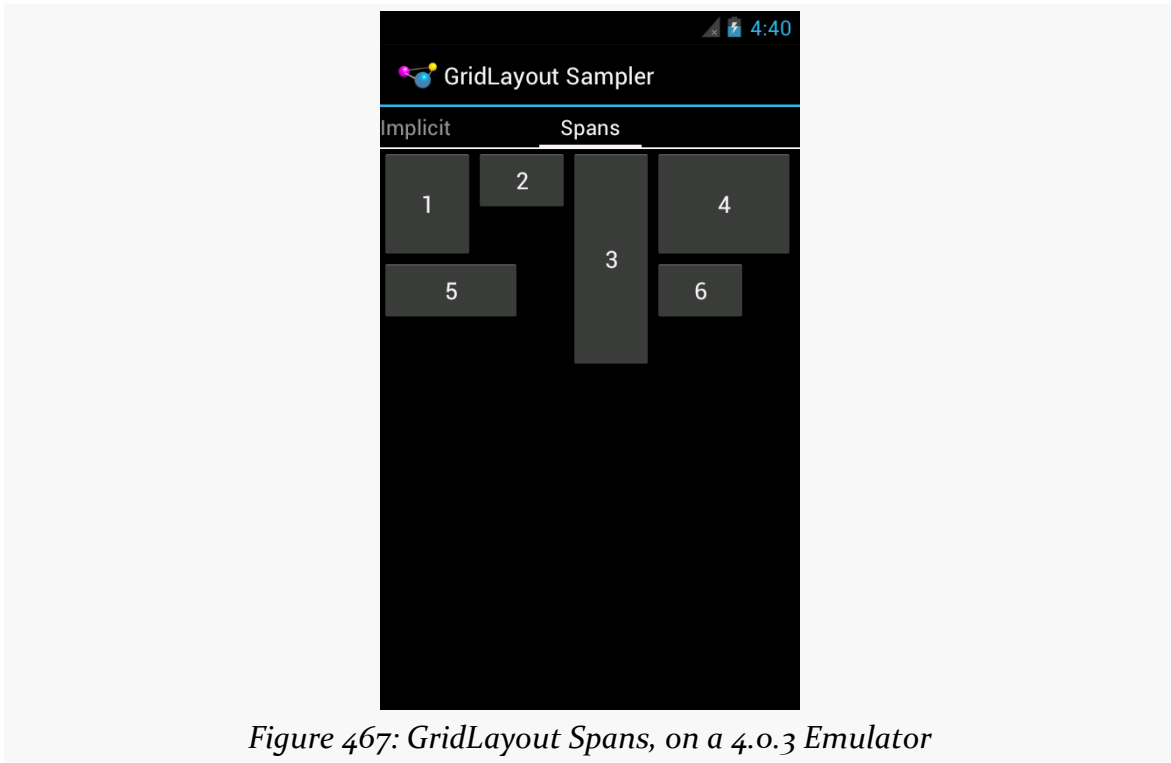 4:40
GridLayout Sampler
Implicit Spans
1 2 3 4
5 6
Figure 467: GridLayout Spans, on a 4.0.3 Emulator